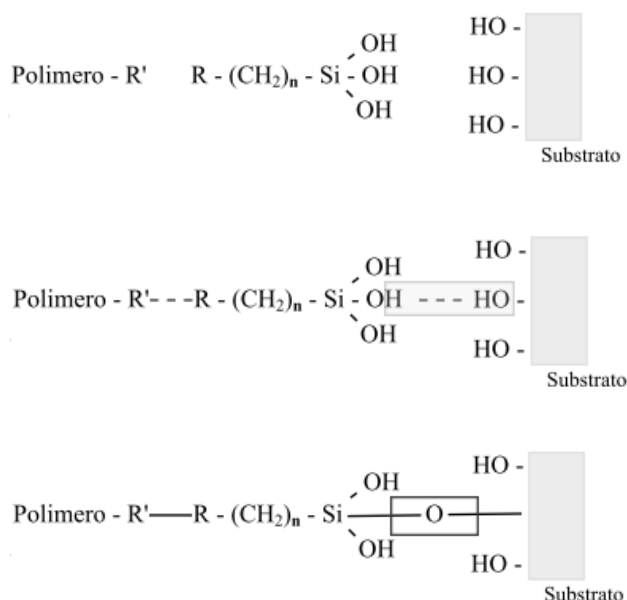 OH
HO -
Polimero - R' R - (CH₂)ₙ - Si - OH HO -
OH
HO -
Substrato
HO -
OH
Polimero - R'- - -R - (CH₂)ₙ - Si - OH - - - - HO -
OH
HO -
Substrato
HO -
OH
Polimero - R'—R - (CH₂)ₙ - Si — O —
OH
HO -
Substrato